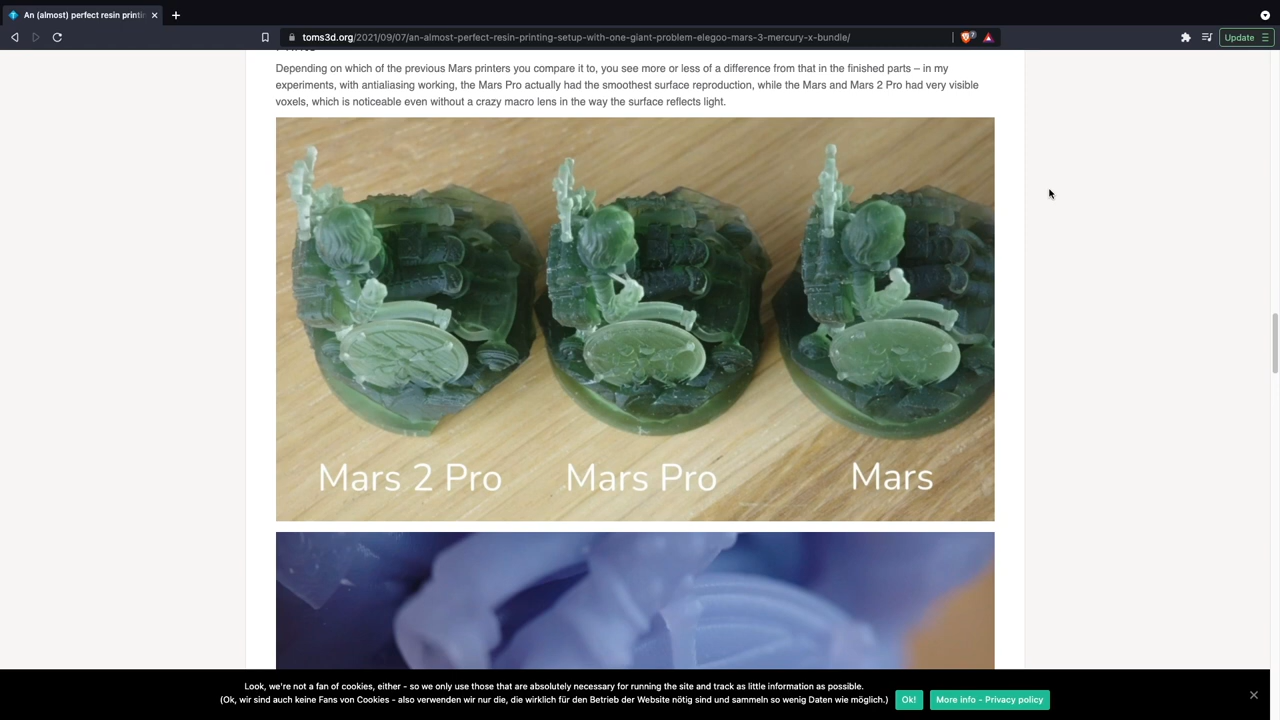 An (almost) perfect resin printin
toms3d.org/2021/09/07/an-almost-perfect-resin-printing-setup-with-one-giant-problem-elegoo-mars-3-mercury-x-bundle/
7
Update
Depending on which of the previous Mars printers you compare it to, you see more or less of a difference from that in the finished parts – in my
experiments, with antialiasing working, the Mars Pro actually had the smoothest surface reproduction, while the Mars and Mars 2 Pro had very visible
voxels, which is noticeable even without a crazy macro lens in the way the surface reflects light.
Mars 2 Pro Mars Pro Mars
Look, we're not a fan of cookies, either - so we only use those that are absolutely necessary for running the site and track as little information as possible.
(Ok, wir sind auch keine Fans von Cookies - also verwenden wir nur die, die wirklich für den Betrieb der Website nötig sind und sammeln so wenig Daten wie möglich.)
Ok!
More info - Privacy policy